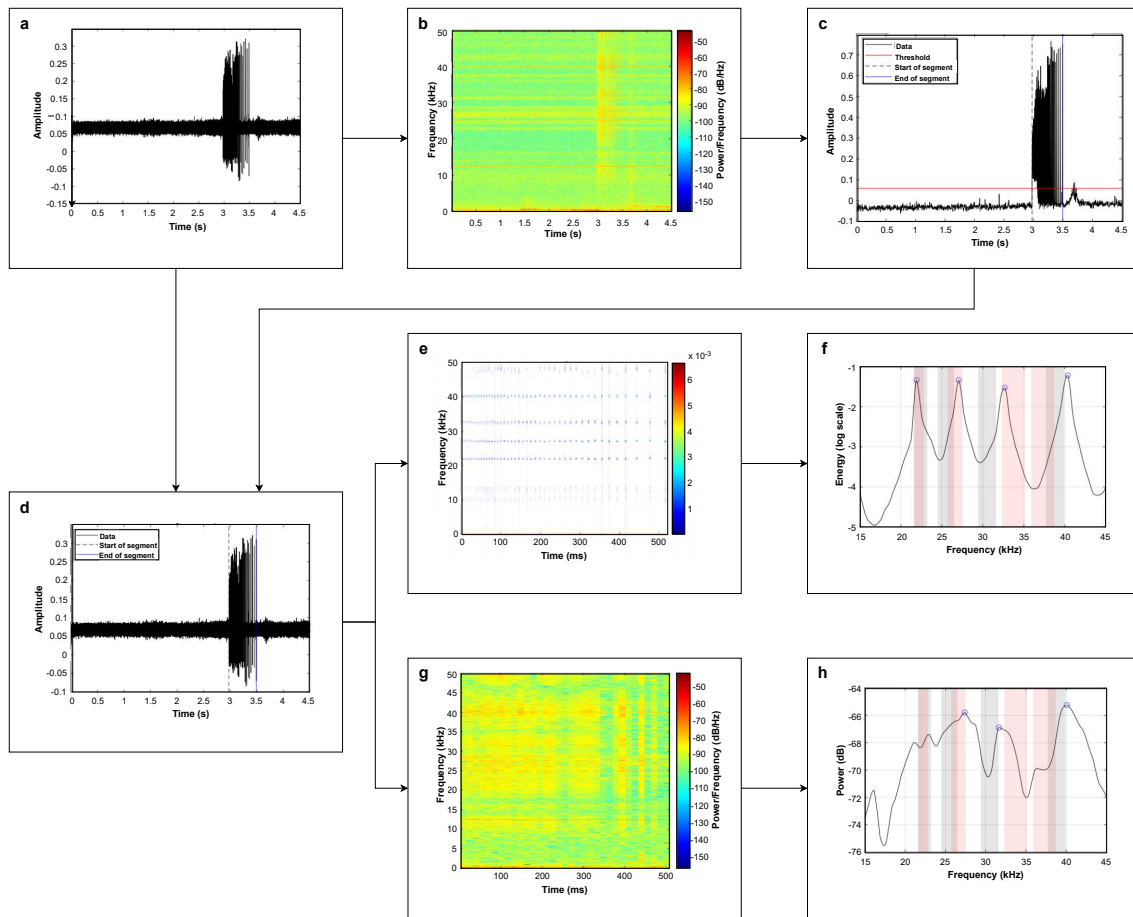 a
Amplitude
0.3
0.25
0.2
0.15
0.1
0.05
0
-0.05
-0.1
-0.15
0 0.5 1 1.5 2 2.5 3 3.5 4 4.5
Time (s)
b
Frequency (kHz)
50
40
30
20
10
0
0.5 1 1.5 2 2.5 3 3.5 4 4.5
Time (s)
-50
-60
-70
-80
-90
-100
-110
-120
-130
-140
-150
Power/Frequency (dB/Hz)
c
Data
Threshold
Start of segment
End of segment
Amplitude
0.7
0.6
0.5
0.4
0.3
0.2
0.1
0
-0.1
0 0.5 1 1.5 2 2.5 3 3.5 4 4.5
Time (s)
d
Data
Start of segment
End of segment
Amplitude
0.3
0.25
0.2
0.15
0.1
0.05
0
-0.05
-0.1
0 0.5 1 1.5 2 2.5 3 3.5 4 4.5
Time (s)
e
Frequency (kHz)
50
40
30
20
10
0
0 100 200 300 400 500
Time (ms)
x 10-3
6
5
4
3
2
1
f
Energy (log scale)
-1
-2
-3
-4
-5
15 20 25 30 35 40 45
Frequency (kHz)
g
Frequency (kHz)
50
45
40
35
30
25
20
15
10
5
0
100 200 300 400 500
Time (ms)
-50
-60
-70
-80
-90
-100
-110
-120
-130
-140
-150
Power/Frequency (dB/Hz)
h
Power (dB)
-64
-66
-68
-70
-72
-74
-76
15 20 25 30 35 40 45
Frequency (kHz)